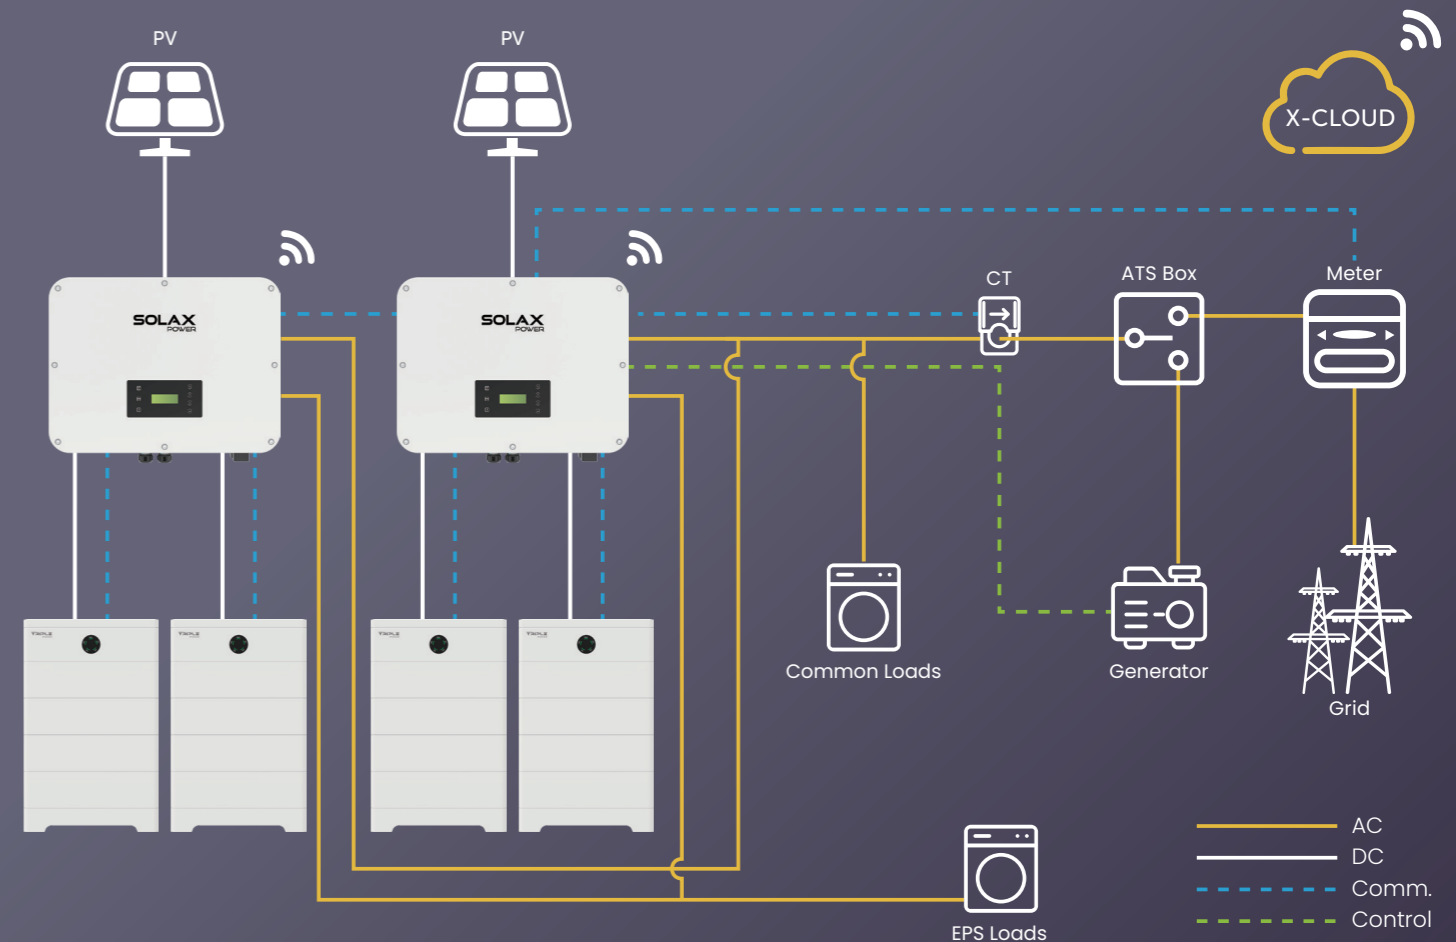 PV
PV
X-CLOUD
SOLAX
POWER
SOLAX
POWER
CT
ATS Box
Meter
Common Loads
Generator
Grid
EPS Loads
AC
DC
Comm.
Control